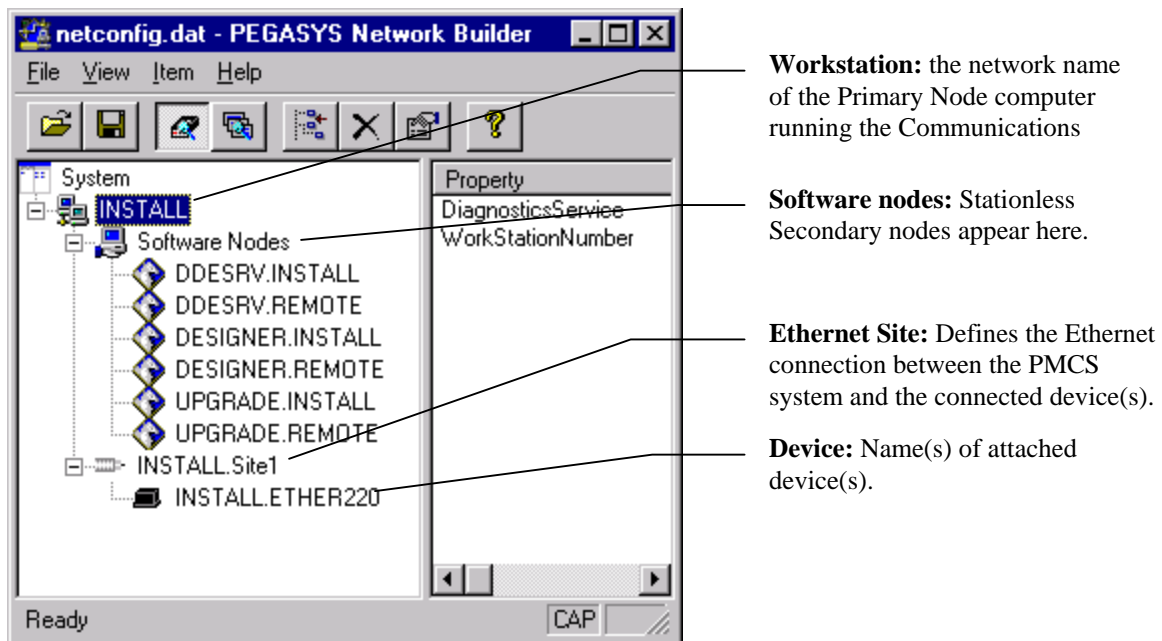 netconfig.dat - PEGASYS Network Builder
File View Item Help
System
INSTALL
Software Nodes
DDESRV.INSTALL
DDESRV.REMOTE
DESIGNER.INSTALL
DESIGNER.REMOTE
UPGRADE.INSTALL
UPGRADE.REMOTE
INSTALL.Site1
INSTALL.ETHER220
Property
DiagnosticsService
WorkStationNumber
Ready
CAP
Workstation: the network name
of the Primary Node computer
running the Communications
Software nodes: Stationless
Secondary nodes appear here.
Ethernet Site: Defines the Ethernet
connection between the PMCS
system and the connected device(s).
Device: Name(s) of attached
device(s).